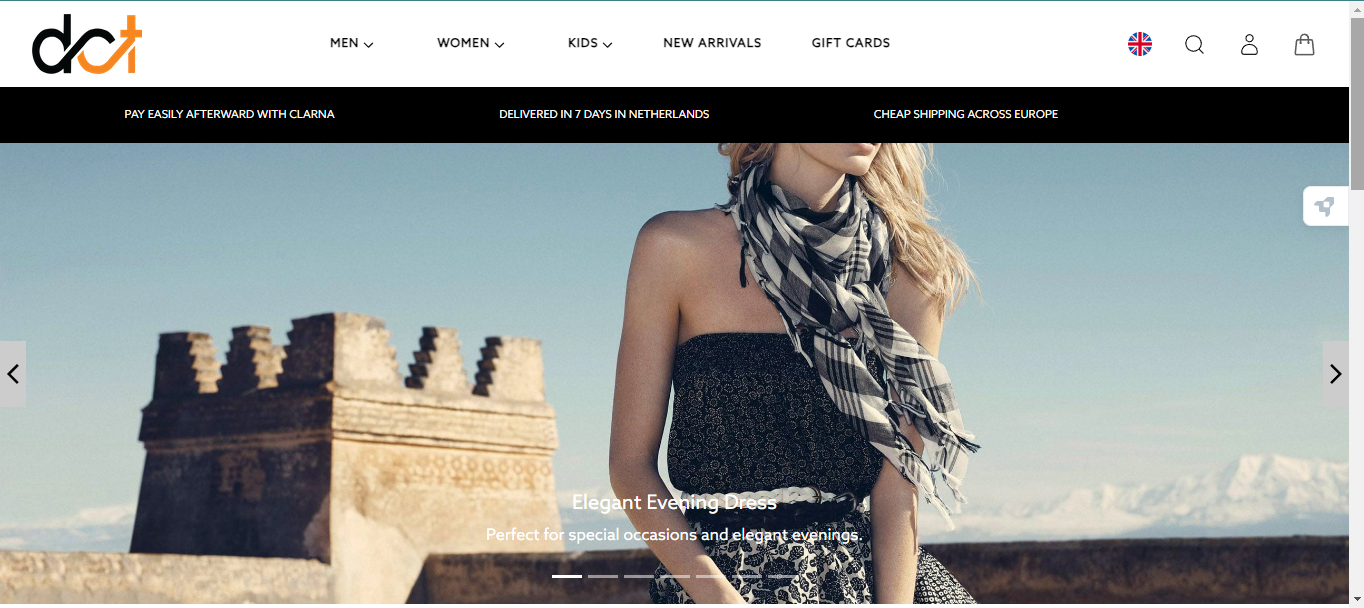 dct
MEN
WOMEN
KIDS
NEW ARRIVALS
GIFT CARDS
PAY EASILY AFTERWARD WITH CLARNA
DELIVERED IN 7 DAYS IN NETHERLANDS
CHEAP SHIPPING ACROSS EUROPE
Elegant Evening Dress
Perfect for special occasions and elegant evenings.